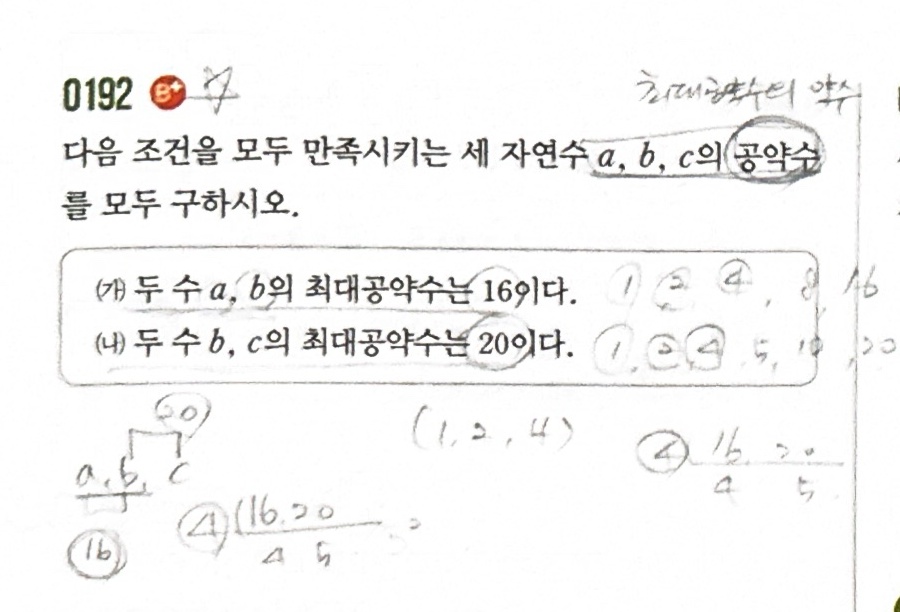 0192 B+
최대공약수의 약수
다음 조건을 모두 만족시키는 세 자연수 a, b, c의 공약수
를 모두 구하시오.
㈎ 두 수 a, b의 최대공약수는 16이다. 1 2 4, 8, 16
㈏ 두 수 b, c의 최대공약수는 20이다. 1, 2 4 5, 10, 20
20
(1, 2, 4)
a, b, c
4 16 20
4 5
16
4 (16. 20
4 5